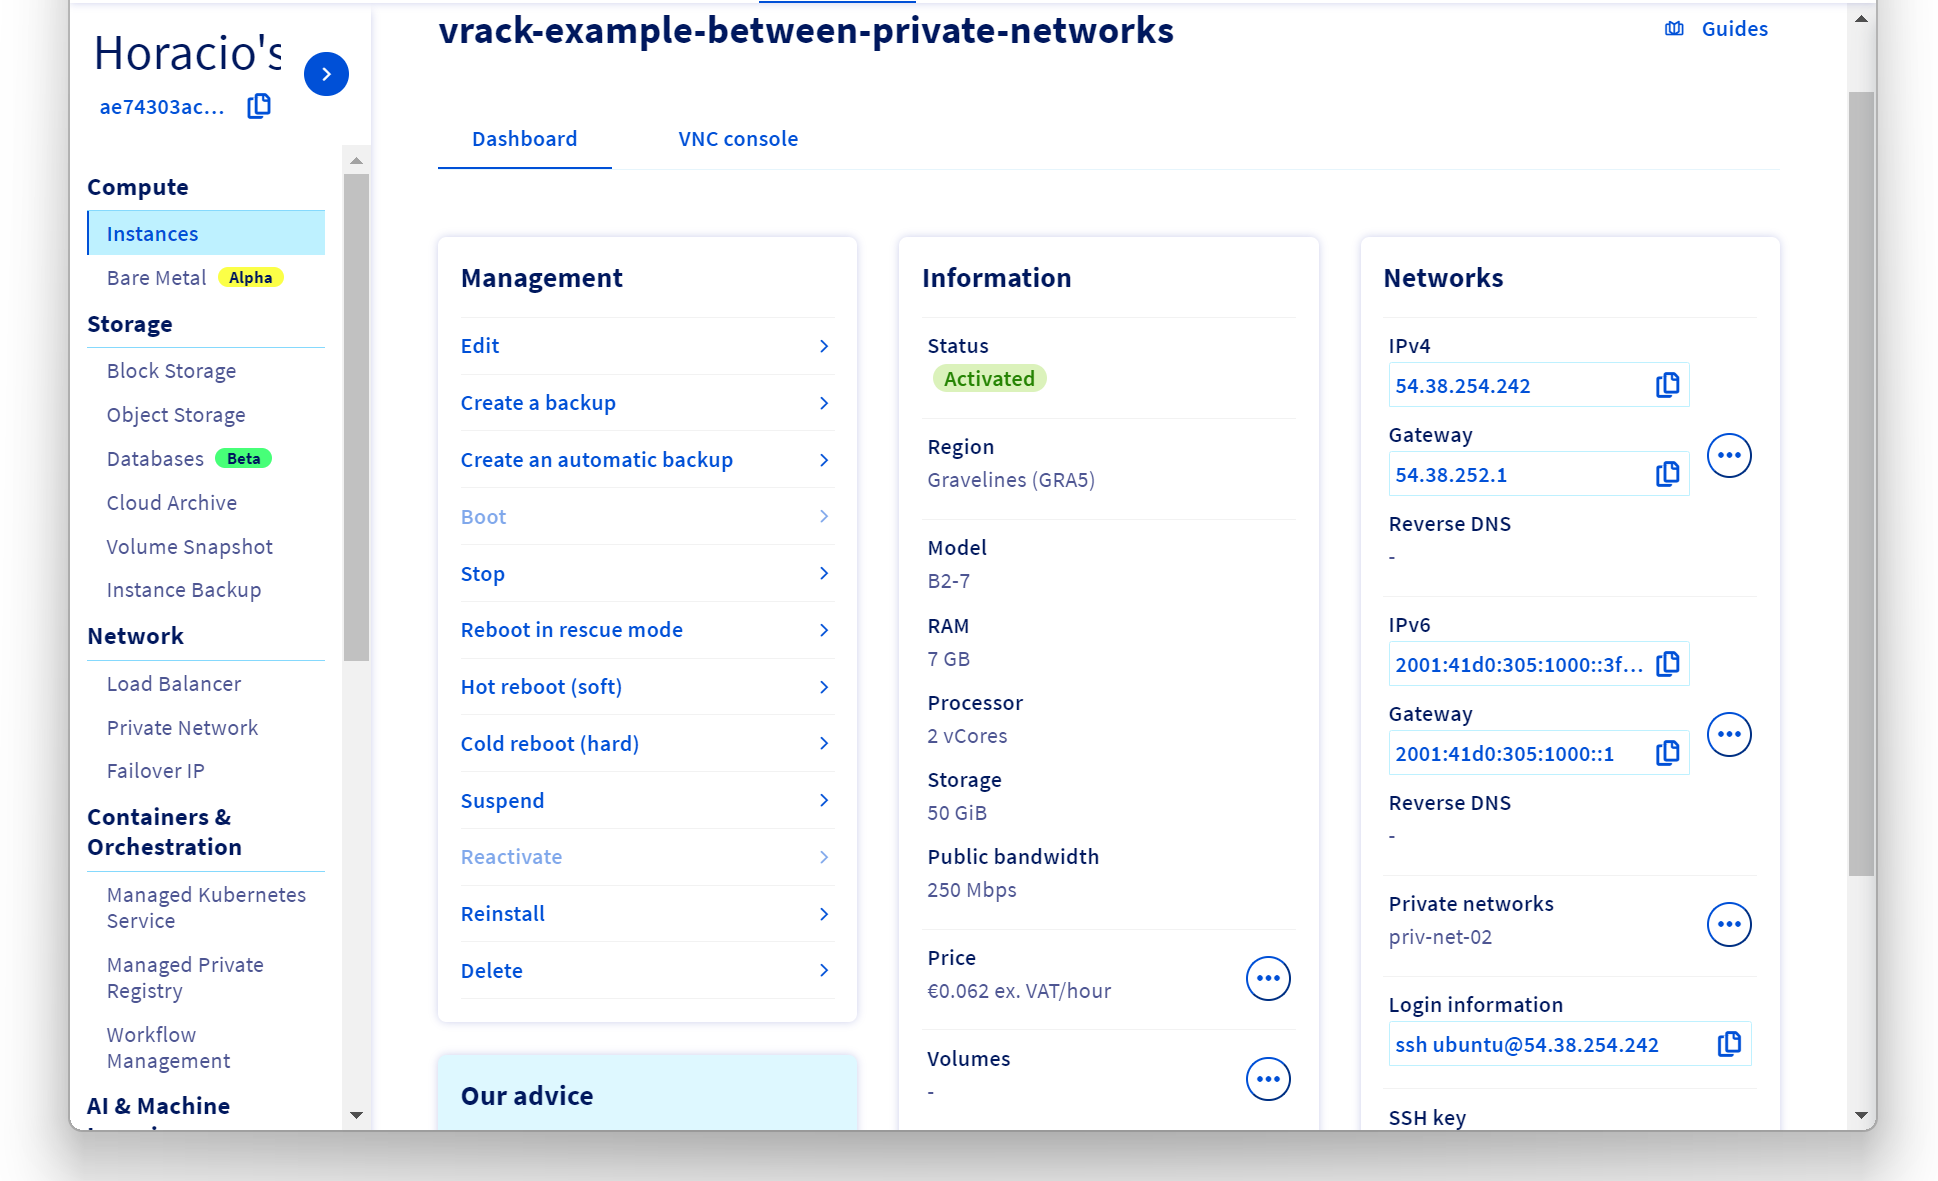 vrack-example-between-private-networks
Guides
Horacio's
ae74303ac...
Dashboard
VNC console
Compute
Instances
Bare Metal Alpha
Storage
Block Storage
Object Storage
Databases Beta
Cloud Archive
Volume Snapshot
Instance Backup
Network
Load Balancer
Private Network
Failover IP
Containers &
Orchestration
Managed Kubernetes
Service
Managed Private
Registry
Workflow
Management
AI & Machine
Management
Edit
Create a backup
Create an automatic backup
Boot
Stop
Reboot in rescue mode
Hot reboot (soft)
Cold reboot (hard)
Suspend
Reactivate
Reinstall
Delete
Our advice
Information
Status
Activated
Region
Gravelines (GRA5)
Model
B2-7
RAM
7 GB
Processor
2 vCores
Storage
50 GiB
Public bandwidth
250 Mbps
Price
€0.062 ex. VAT/hour
Volumes
-
Networks
IPv4
54.38.254.242
Gateway
54.38.252.1
Reverse DNS
-
IPv6
2001:41d0:305:1000::3f...
Gateway
2001:41d0:305:1000::1
Reverse DNS
-
Private networks
priv-net-02
Login information
ssh ubuntu@54.38.254.242
SSH key